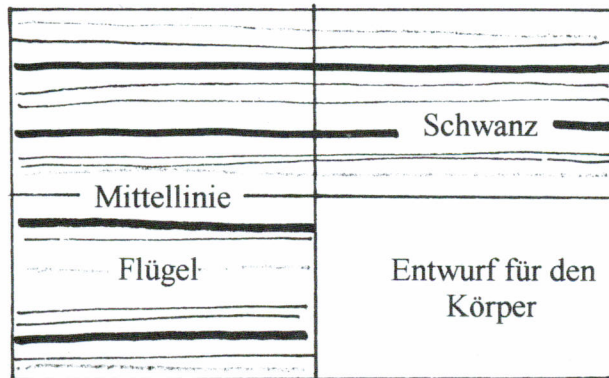 Schwanz
Mittellinie
Flügel
Entwurf für den
Körper